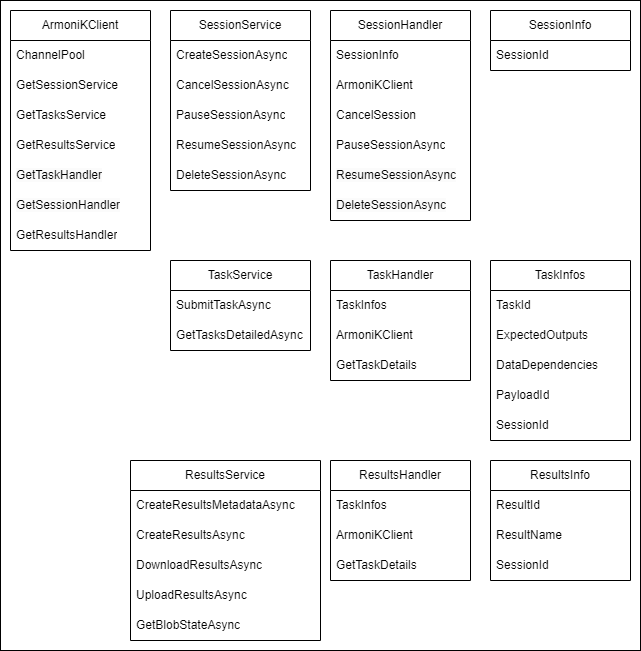 ArmoniKClient
ChannelPool
GetSessionService
GetTasksService
GetResultsService
GetTaskHandler
GetSessionHandler
GetResultsHandler
SessionService
CreateSessionAsync
CancelSessionAsync
PauseSessionAsync
ResumeSessionAsync
DeleteSessionAsync
SessionHandler
SessionInfo
ArmoniKClient
CancelSession
PauseSessionAsync
ResumeSessionAsync
DeleteSessionAsync
SessionInfo
SessionId
TaskService
SubmitTaskAsync
GetTasksDetailedAsync
TaskHandler
TaskInfos
ArmoniKClient
GetTaskDetails
TaskInfos
TaskId
ExpectedOutputs
DataDependencies
PayloadId
SessionId
ResultsService
CreateResultsMetadataAsync
CreateResultsAsync
DownloadResultsAsync
UploadResultsAsync
GetBlobStateAsync
ResultsHandler
TaskInfos
ArmoniKClient
GetTaskDetails
ResultsInfo
ResultId
ResultName
SessionId